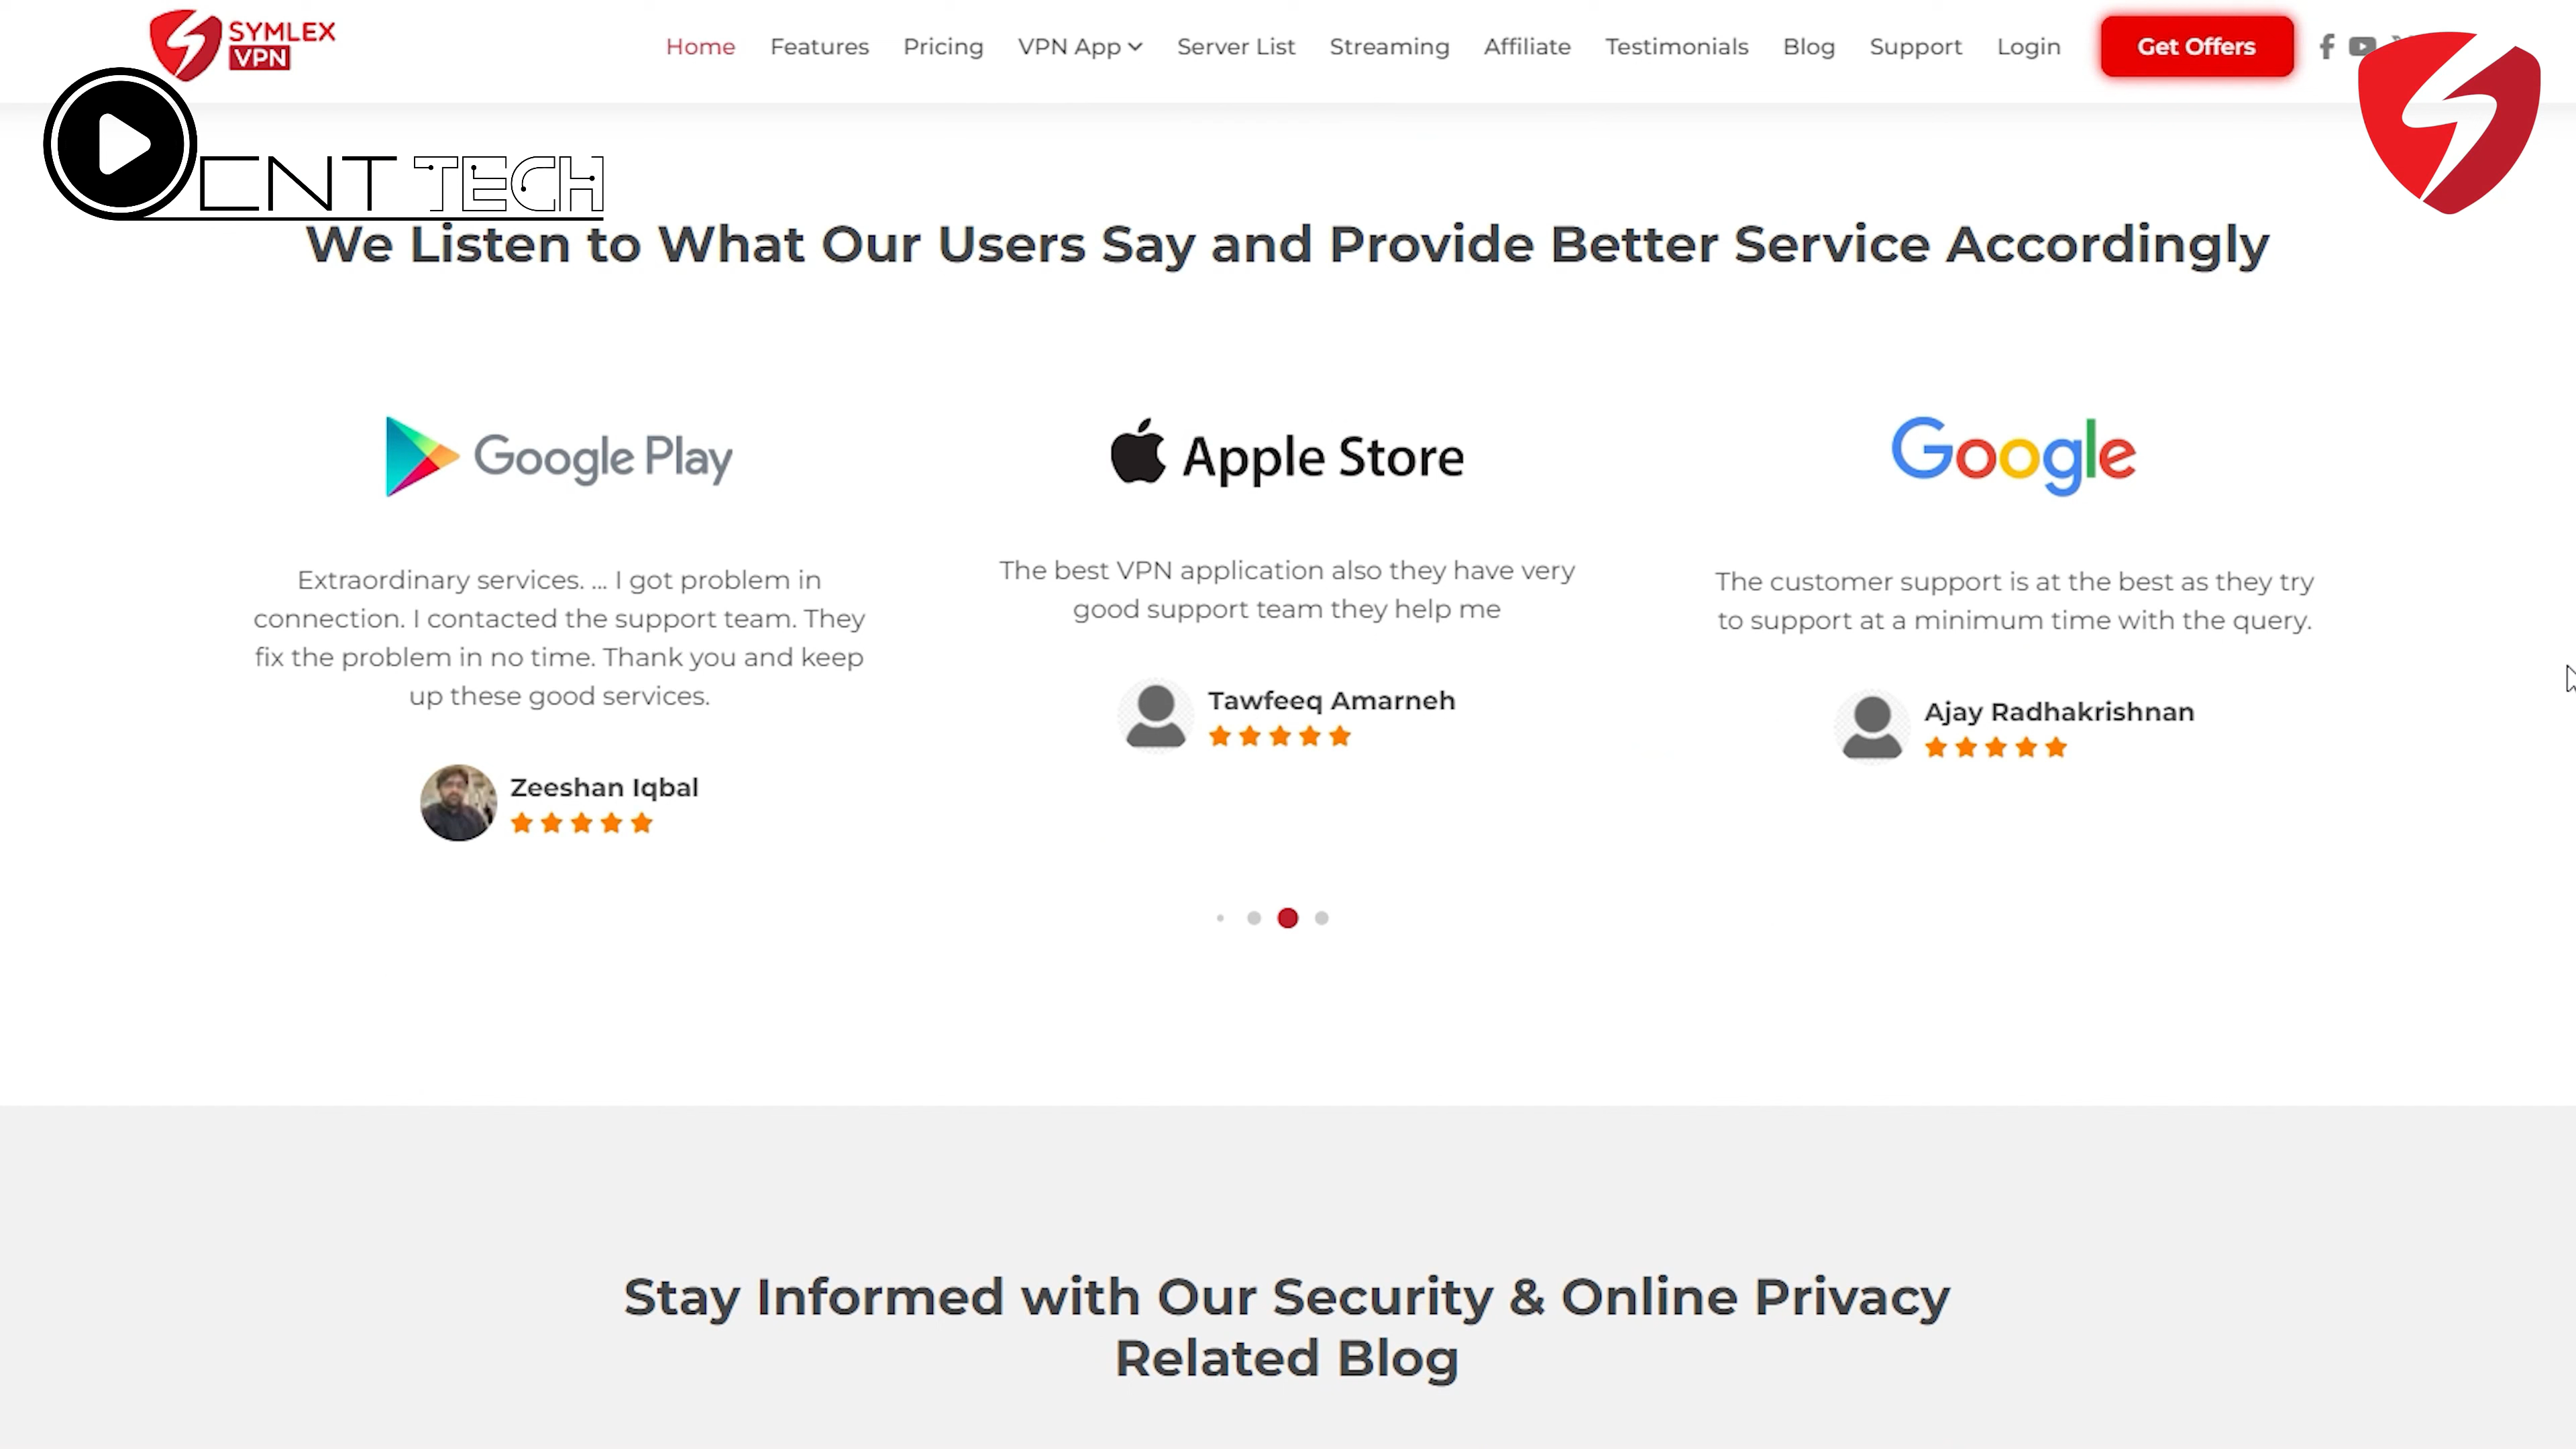 SYMLEX
VPN
Home Features Pricing VPN App Server List Streaming Affiliate Testimonials Blog Support Login Get Offers
CNT TECH
We Listen to What Our Users Say and Provide Better Service Accordingly
Google Play
Extraordinary services. ... I got problem in
connection. I contacted the support team. They
fix the problem in no time. Thank you and keep
up these good services.
Zeeshan Iqbal
Apple Store
The best VPN application also they have very
good support team they help me
Tawfeeq Amarneh
Google
The customer support is at the best as they try
to support at a minimum time with the query.
Ajay Radhakrishnan
Stay Informed with Our Security & Online Privacy
Related Blog